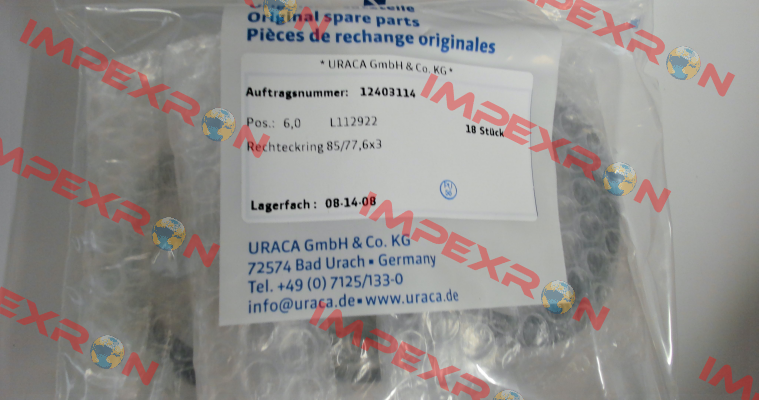 Original spare parts
Pièces de rechange originales
* URACA GmbH & Co. KG *
Auftragsnummer: 12403114
Pos.: 6,0 L112922 18 Stück
Rechteckring 85/77,6x3
Lagerfach : 08-14-08
URACA GmbH & Co. KG
72574 Bad Urach ▪ Germany
Tel. +49 (0) 7125/133-0
info@uraca.de ▪ www.uraca.de
IMPEXRON
IMPEXRON
IMPEXRON
IMPEXRON
IMPEXRON
IMPEXRON